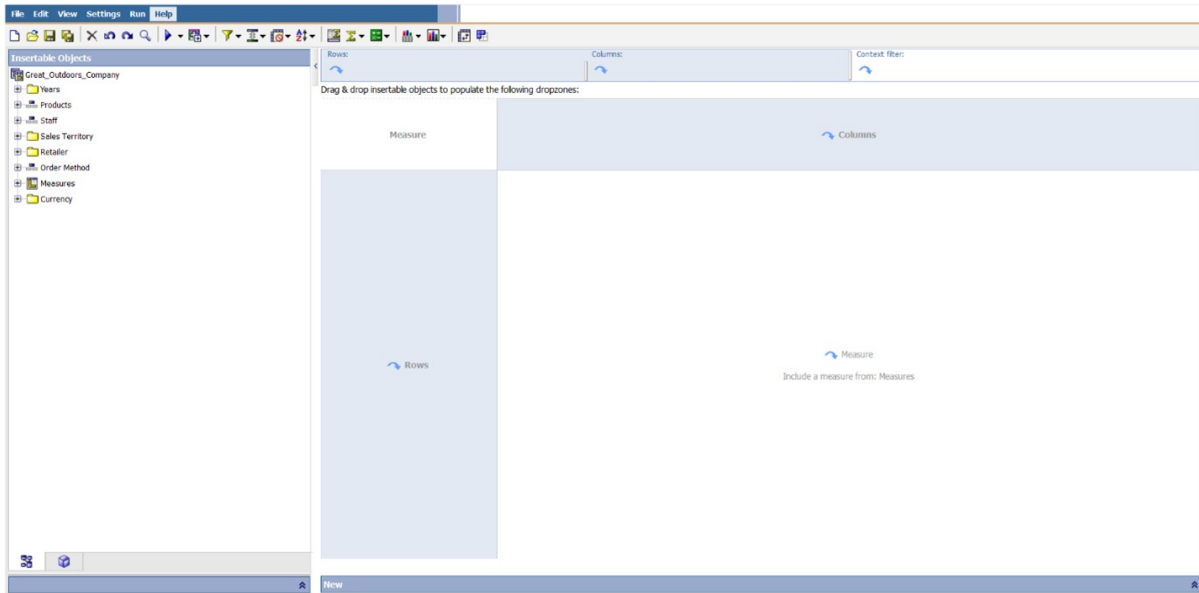 File Edit View Settings Run Help
Insertable Objects
Great_Outdoors_Company
Years
Products
Staff
Sales Territory
Retailer
Order Method
Measures
Currency
Rows:
Columns:
Context filter:
Drag & drop insertable objects to populate the following dropzones:
Measure
Columns
Rows
Measure
Include a measure from: Measures
New